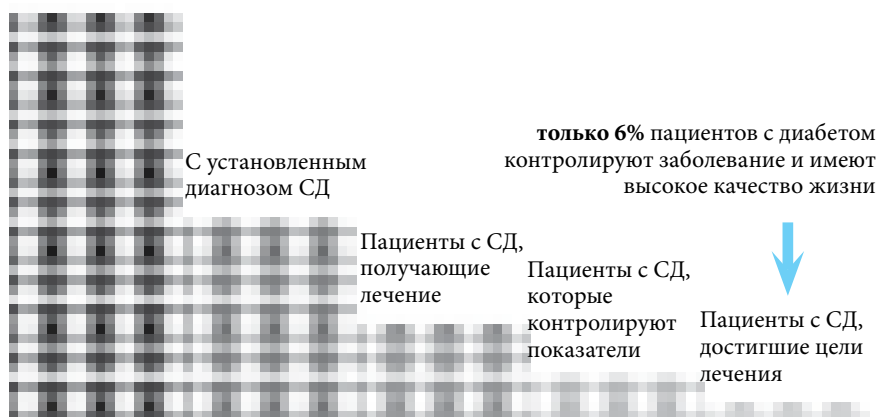 только 6% пациентов с диабетом
контролируют заболевание и имеют
высокое качество жизни
С установленным
диагнозом СД
Пациенты с СД,
получающие
лечение
Пациенты с СД,
которые
контролируют
показатели
Пациенты с СД,
достигшие цели
лечения